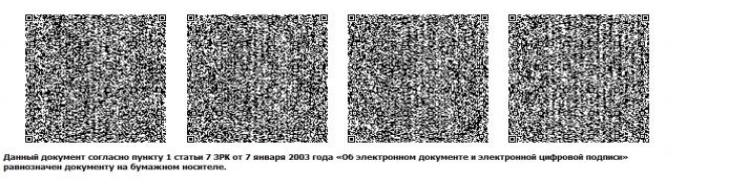 Данный документ согласно пункту 1 статьи 7 ЗРК от 7 января 2003 года «Об электронном документе и электронной цифровой подписи»
равнозначен документу на бумажном носителе.